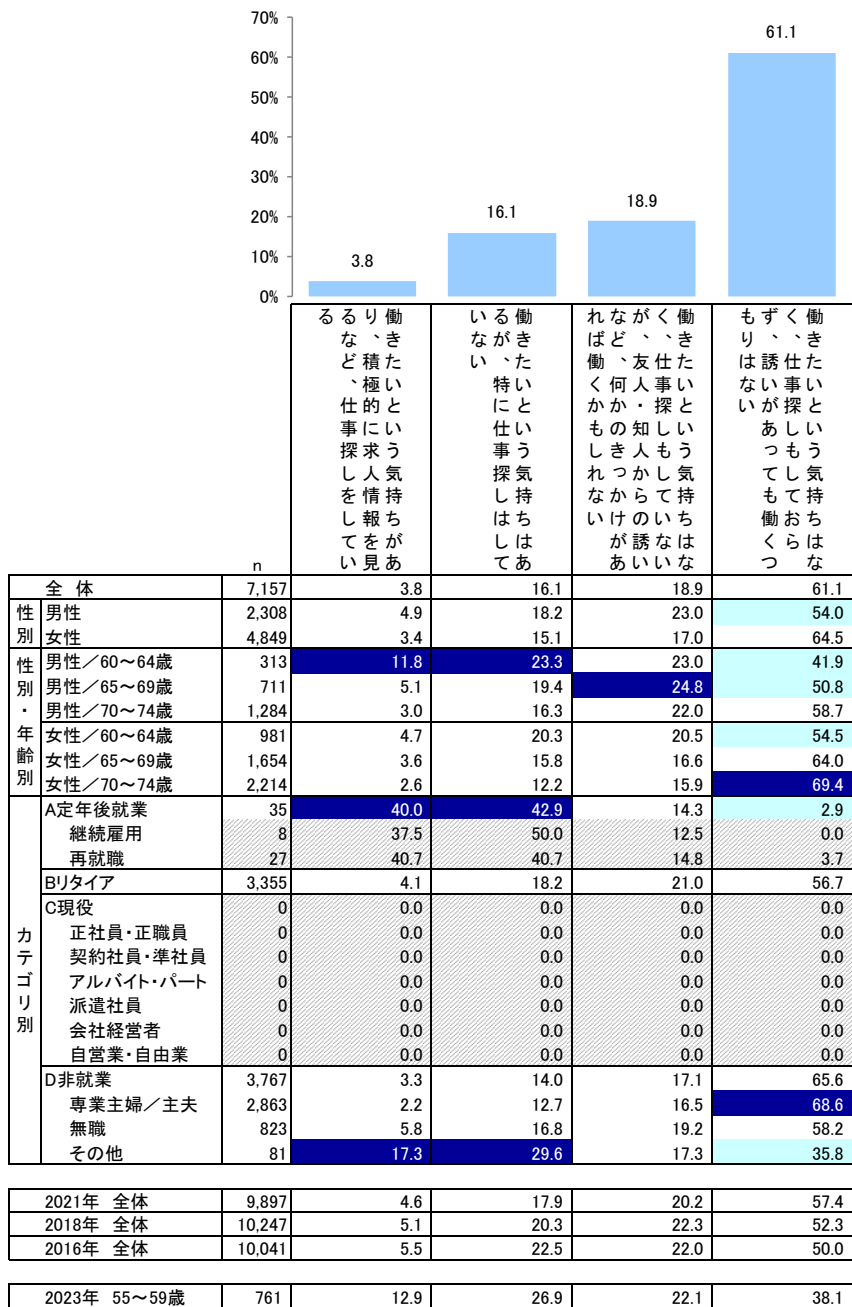 70%
60%
50%
40%
30%
20%
10%
0%
3.8
16.1
18.9
61.1
働きたいという気持ちがあ
り、積極的に求人情報を見
るなど、仕事探しをしてい
る
働きたいという気持ちはあ
るが、特に仕事探しはして
いない
働きたいという気持ちはな
く、仕事探しもしていない
が、友人・知人からの誘い
など、何かのきっかけがあ
れば働くかもしれない
働きたいという気持ちはな
く、仕事探しもしておら
ず、誘いがあっても働くつ
もりはない
n
全 体 7,157 3.8 16.1 18.9 61.1
性別
男性 2,308 4.9 18.2 23.0 54.0
女性 4,849 3.4 15.1 17.0 64.5
性別・年齢別
男性/60~64歳 313 11.8 23.3 23.0 41.9
男性/65~69歳 711 5.1 19.4 24.8 50.8
男性/70~74歳 1,284 3.0 16.3 22.0 58.7
女性/60~64歳 981 4.7 20.3 20.5 54.5
女性/65~69歳 1,654 3.6 15.8 16.6 64.0
女性/70~74歳 2,214 2.6 12.2 15.9 69.4
カテゴリ別
A定年後就業 35 40.0 42.9 14.3 2.9
継続雇用 8 37.5 50.0 12.5 0.0
再就職 27 40.7 40.7 14.8 3.7
Bリタイア 3,355 4.1 18.2 21.0 56.7
C現役 0 0.0 0.0 0.0 0.0
正社員・正職員 0 0.0 0.0 0.0 0.0
契約社員・準社員 0 0.0 0.0 0.0 0.0
アルバイト・パート 0 0.0 0.0 0.0 0.0
派遣社員 0 0.0 0.0 0.0 0.0
会社経営者 0 0.0 0.0 0.0 0.0
自営業・自由業 0 0.0 0.0 0.0 0.0
D非就業 3,767 3.3 14.0 17.1 65.6
専業主婦/主夫 2,863 2.2 12.7 16.5 68.6
無職 823 5.8 16.8 19.2 58.2
その他 81 17.3 29.6 17.3 35.8
2021年 全体 9,897 4.6 17.9 20.2 57.4
2018年 全体 10,247 5.1 20.3 22.3 52.3
2016年 全体 10,041 5.5 22.5 22.0 50.0
2023年 55~59歳 761 12.9 26.9 22.1 38.1